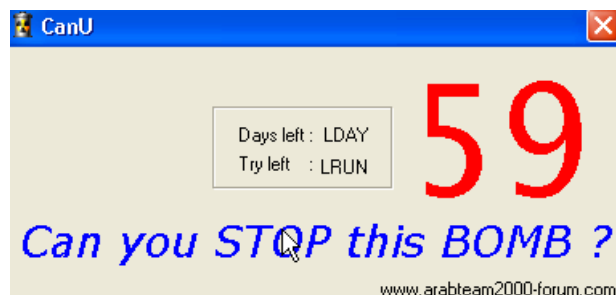 CanU
59
Days left : LDAY
Try left : LRUN
Can you STOP this BOMB ?
www.arabteam2000-forum.com